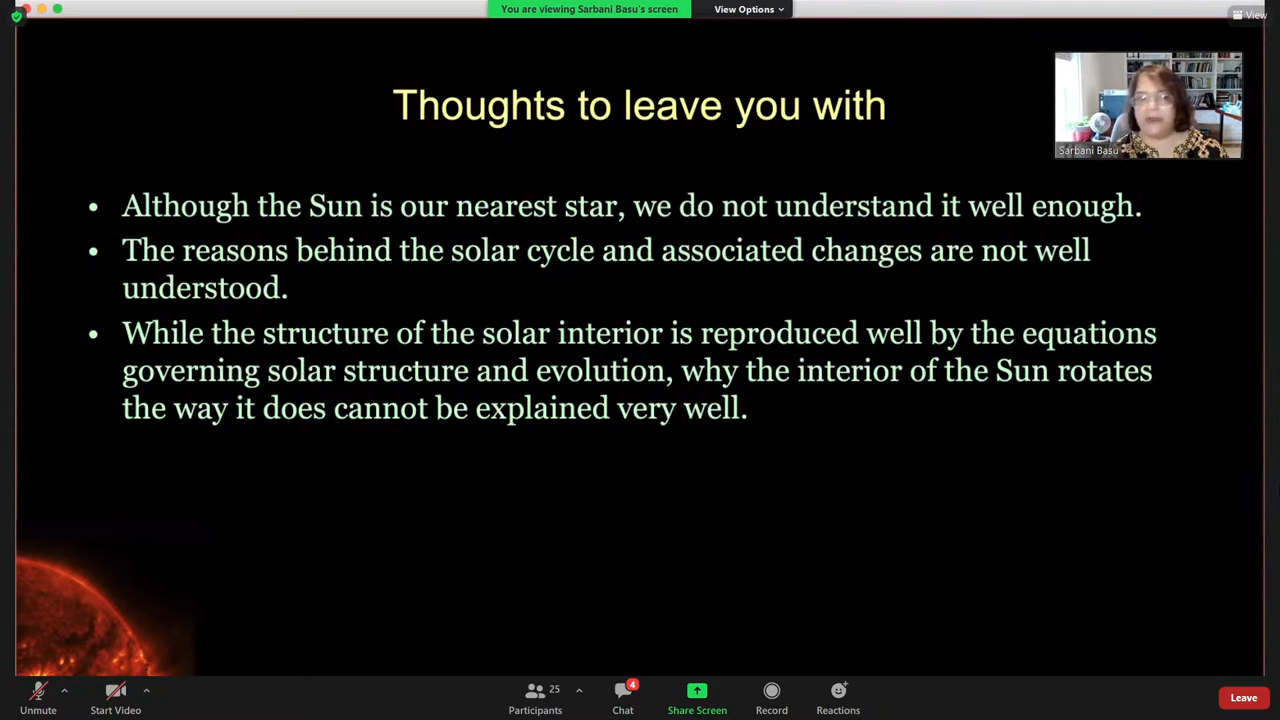 You are viewing Sarbani Basu's screen
View Options
View
Thoughts to leave you with
Sarbani Basu
• Although the Sun is our nearest star, we do not understand it well enough.
• The reasons behind the solar cycle and associated changes are not well
understood.
• While the structure of the solar interior is reproduced well by the equations
governing solar structure and evolution, why the interior of the Sun rotates
the way it does cannot be explained very well.
Unmute
Start Video
25
Participants
4
Chat
Share Screen
Record
Reactions
Leave